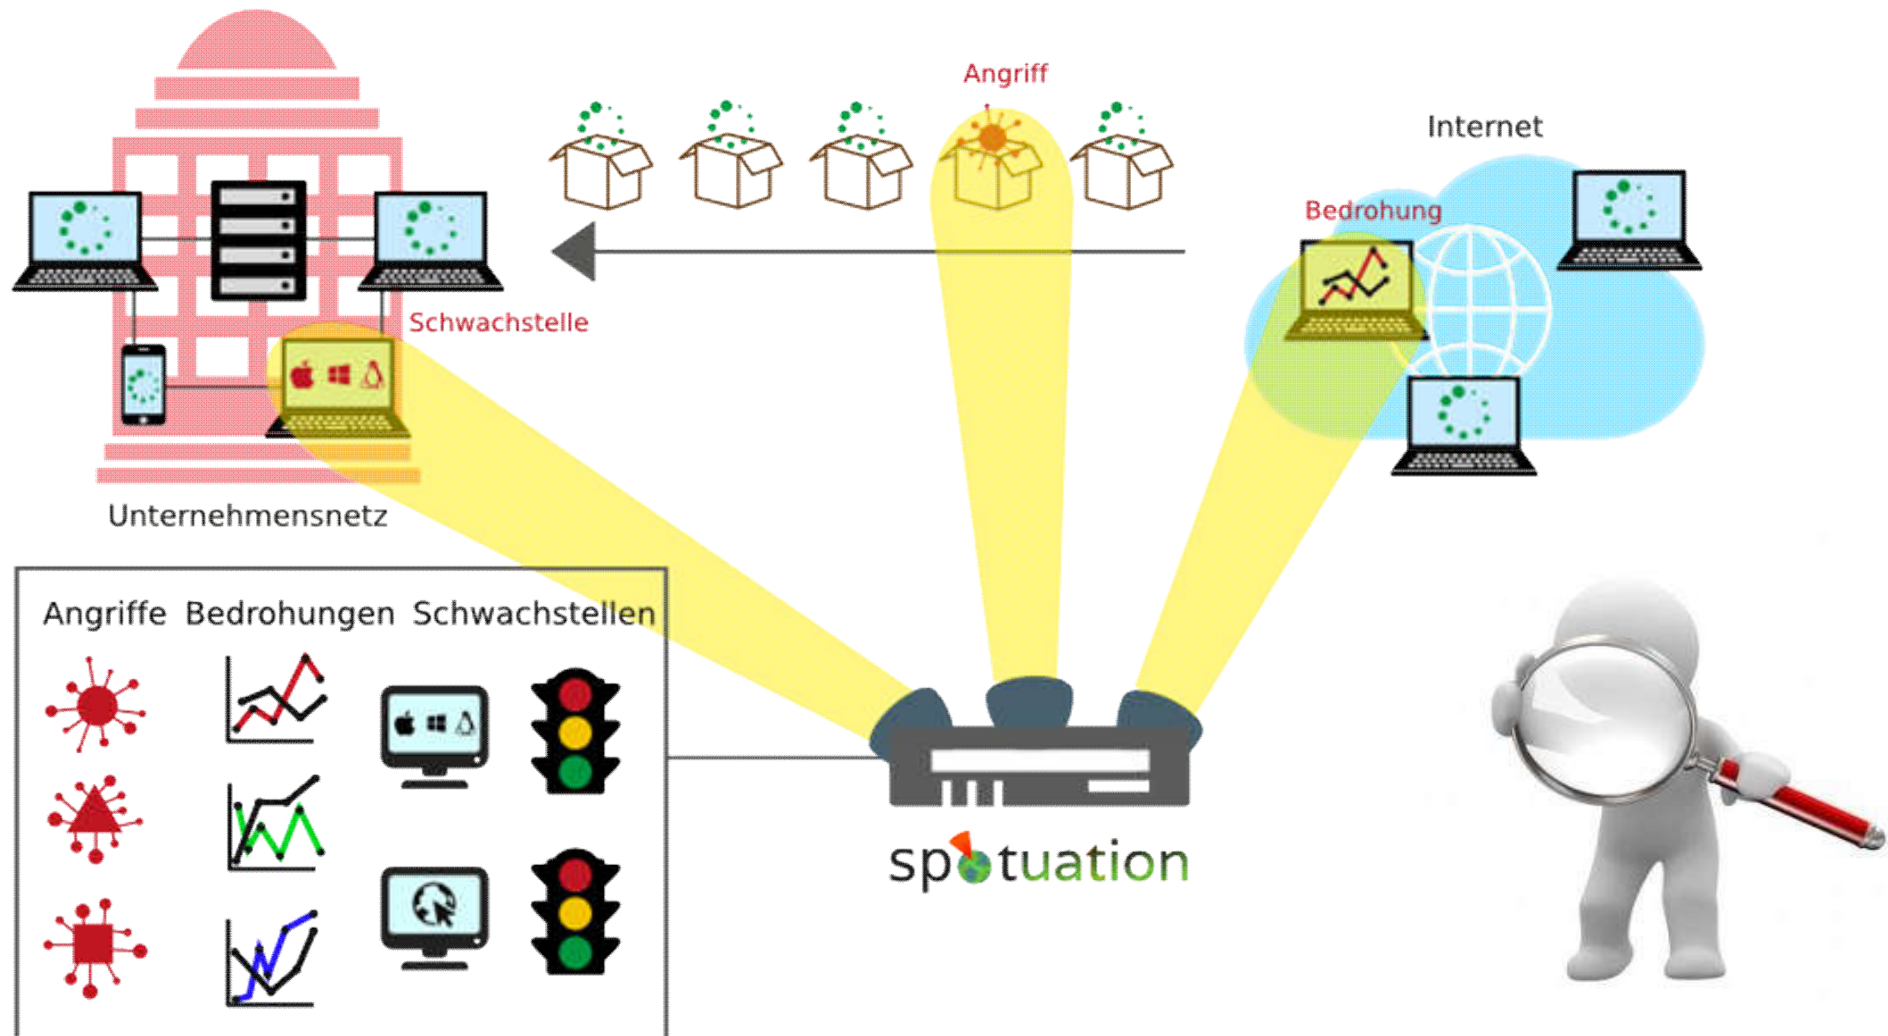 Angriff
Internet
Bedrohung
Schwachstelle
Unternehmensnetz
Angriffe Bedrohungen Schwachstellen
spotuation